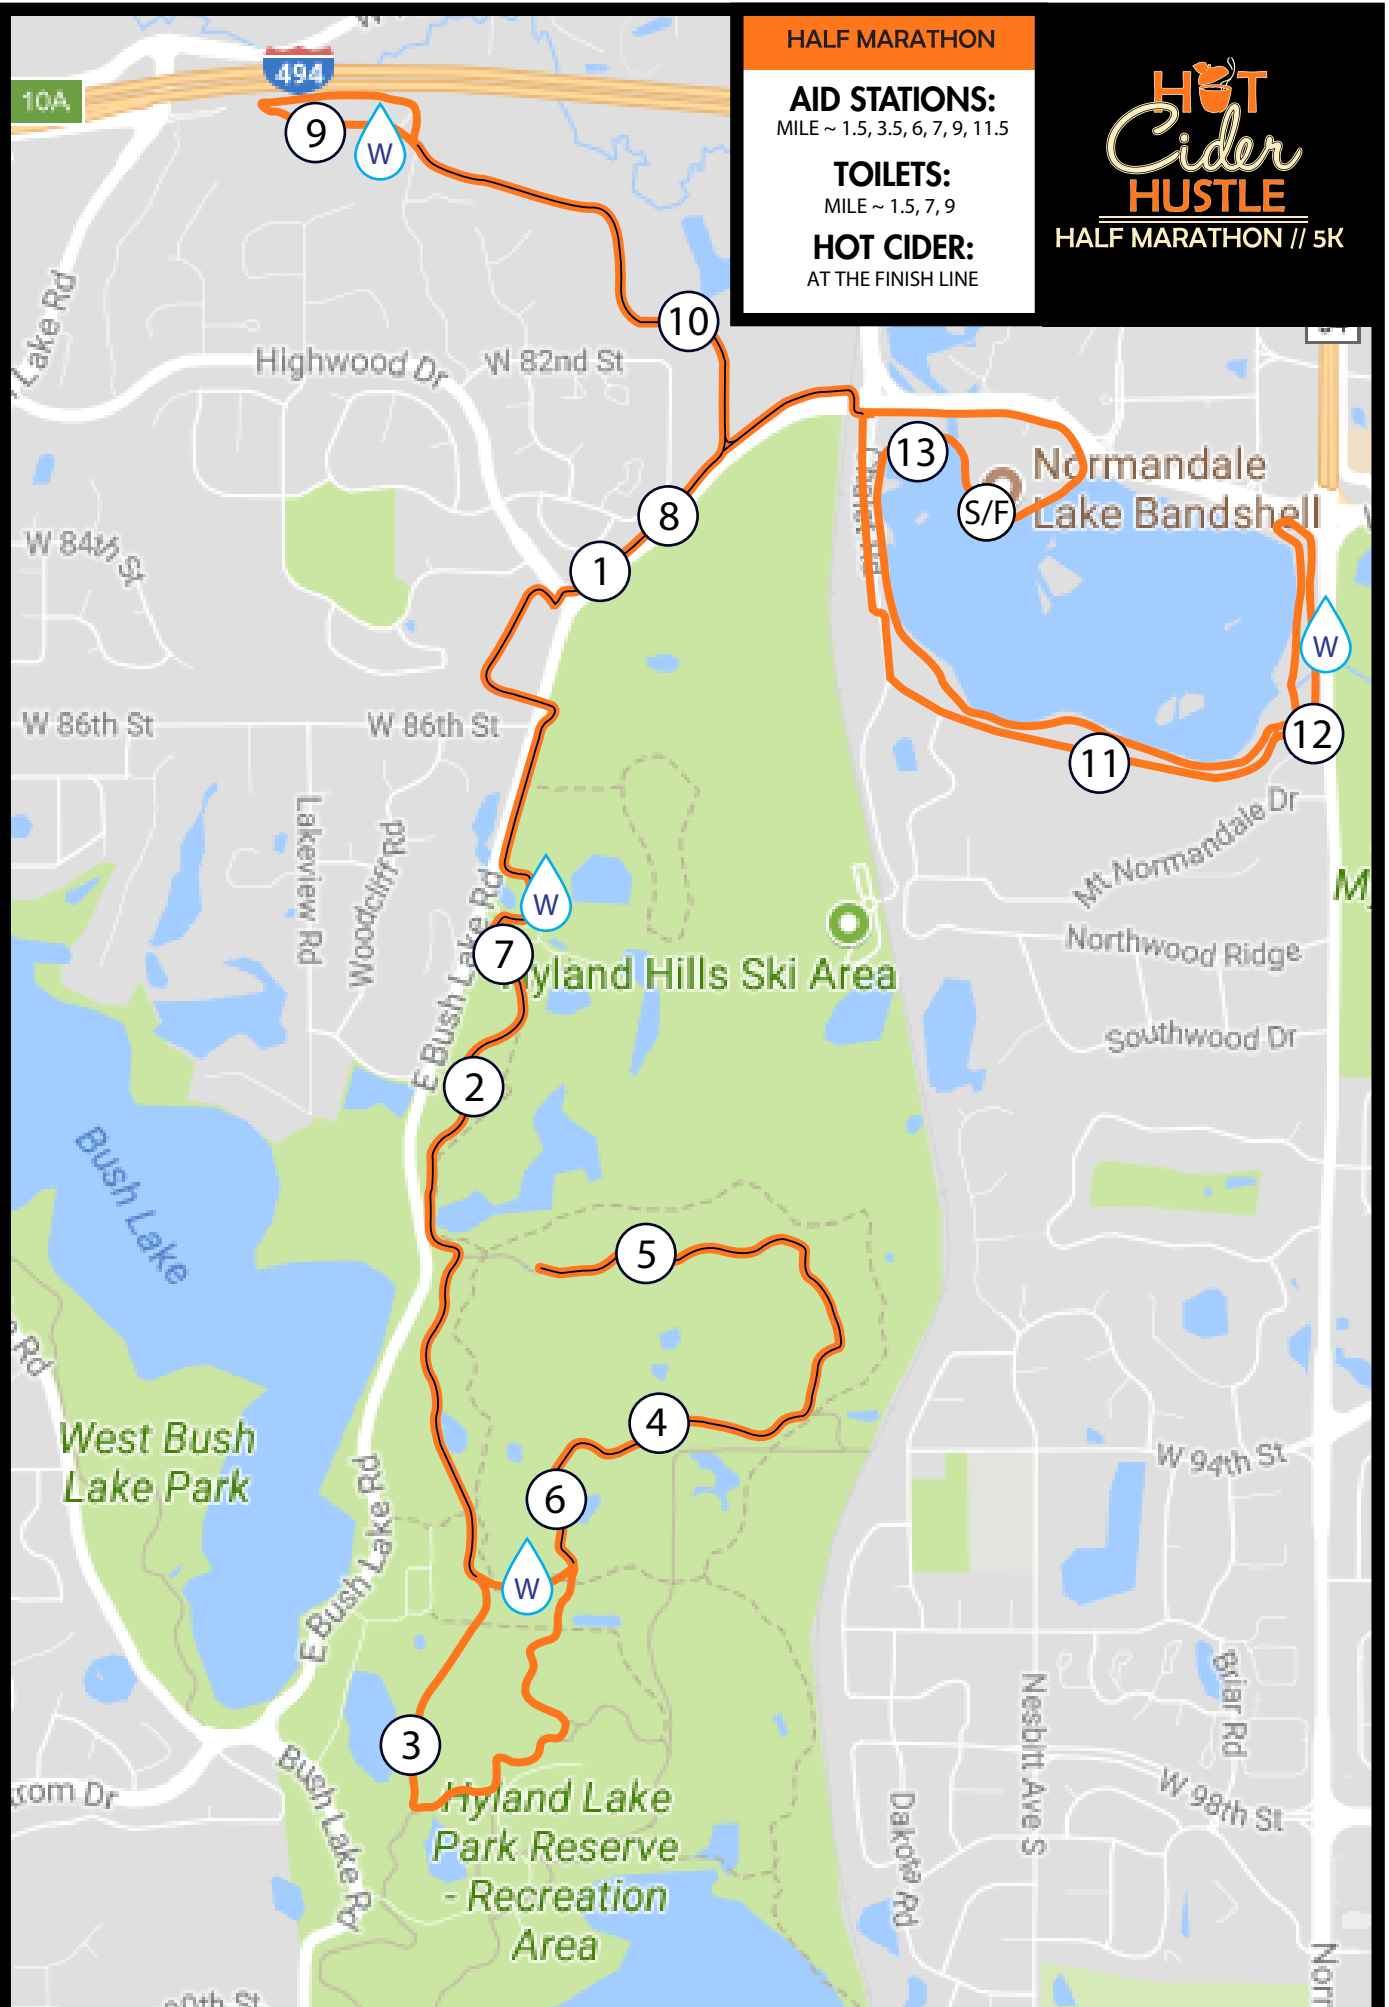 HALF MARATHON
AID STATIONS:
MILE ~ 1.5, 3.5, 6, 7, 9, 11.5
TOILETS:
MILE ~ 1.5, 7, 9
HOT CIDER:
AT THE FINISH LINE
HOT
Cider
HUSTLE
HALF MARATHON // 5K
494
10A
9
W
10
Lake Rd
Highwood Dr
W 82nd St
13
Normandale
Lake Bandshell
S/F
8
1
W 84th St
W
W 86th St
W 86th St
12
11
Mt Normandale Dr
Lakeview Rd
Woodcliff Rd
E Bush Lake Rd
W
7
Hyland Hills Ski Area
Northwood Ridge
Southwood Dr
2
Bush Lake
5
Rd
4
West Bush
Lake Park
W 94th St
6
E Bush Lake Rd
W
3
Briar Rd
Nesbitt Ave S
W 98th St
Bush Lake Rd
Dakota Rd
Hyland Lake
Park Reserve
- Recreation
Area